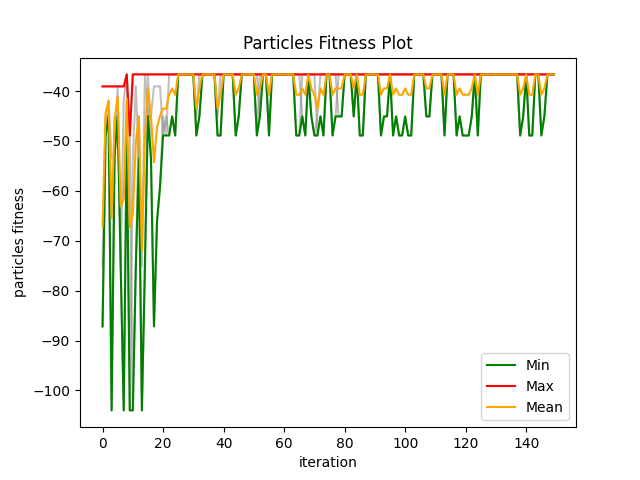 Particles Fitness Plot
−40
−50
−60
−70
−80
−90
−100
particles fitness
0 20 40 60 80 100 120 140
iteration
Min
Max
Mean